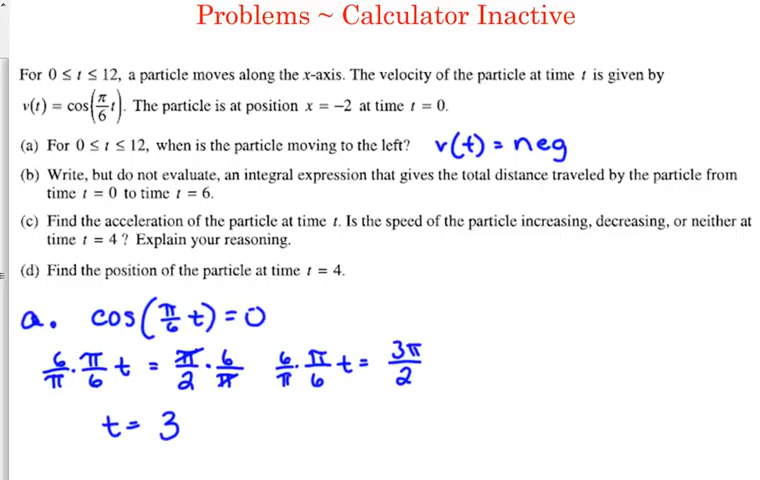 Problems ~ Calculator Inactive
For 0 ≤ t ≤ 12, a particle moves along the x-axis. The velocity of the particle at time t is given by
v(t) = cos(π/6 t). The particle is at position x = −2 at time t = 0.
(a) For 0 ≤ t ≤ 12, when is the particle moving to the left? v(t) = neg
(b) Write, but do not evaluate, an integral expression that gives the total distance traveled by the particle from
time t = 0 to time t = 6.
(c) Find the acceleration of the particle at time t. Is the speed of the particle increasing, decreasing, or neither at
time t = 4 ? Explain your reasoning.
(d) Find the position of the particle at time t = 4.
a. cos(π/6 t) = 0
6/π · π/6 t = π/2 · 6/π 6/π · π/6 t = 3π/2
t = 3